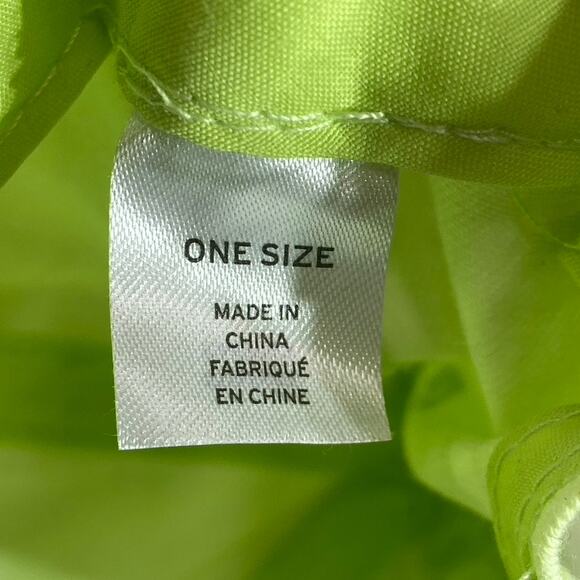 ONE SIZE
MADE IN
CHINA
FABRIQUÉ
EN CHINE